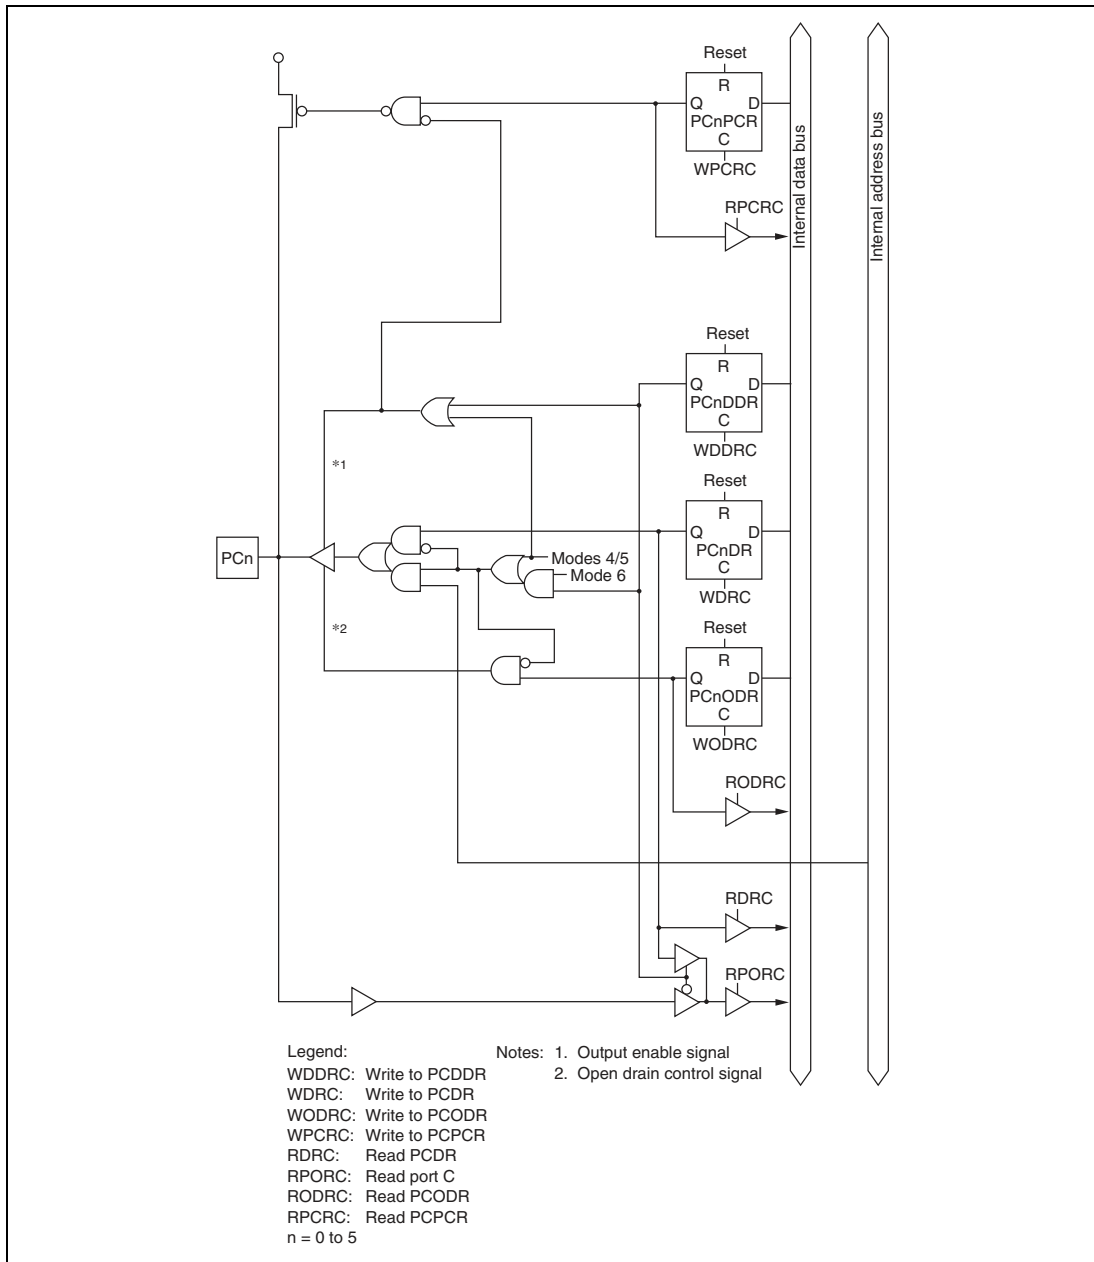 Reset
R
Q D
PCnPCR
C
WPCRC
RPCRC
Internal data bus
Internal address bus
Reset
R
Q D
PCnDDR
C
WDDRC
*1
Reset
R
Q D
PCnDR
C
WDRC
PCn
Modes 4/5
Mode 6
*2
Reset
R
Q D
PCnODR
C
WODRC
RODRC
RDRC
RPORC
Legend:
WDDRC: Write to PCDDR
WDRC: Write to PCDR
WODRC: Write to PCODR
WPCRC: Write to PCPCR
RDRC: Read PCDR
RPORC: Read port C
RODRC: Read PCODR
RPCRC: Read PCPCR
n = 0 to 5
Notes: 1. Output enable signal
2. Open drain control signal